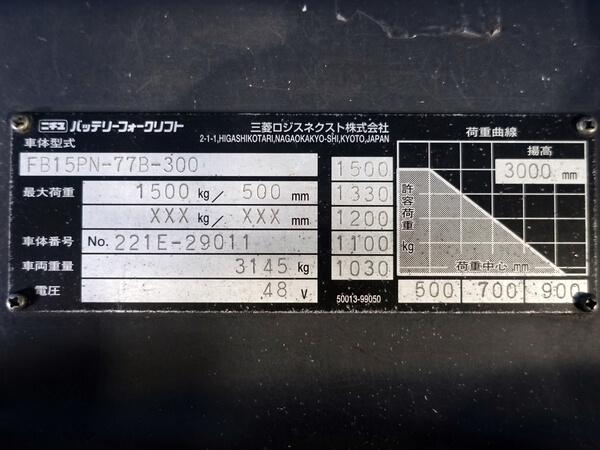 ニチユ バッテリーフォークリフト
三菱ロジスネクスト株式会社
2-1-1,HIGASHIKOTARI,NAGAOKAKYO-SHI,KYOTO,JAPAN
車体型式
FB15PN-77B-300
最大荷重 1500 kg/ 500 mm
XXX kg/ XXX mm
車体番号 No. 221E-29011
車両重量 3145 kg
電圧 48 V
1500
1330
1200
1100
1030
50013-99050
荷重曲線
揚高
3000 mm
許容荷重 kg
荷重中心 mm
500 700 900